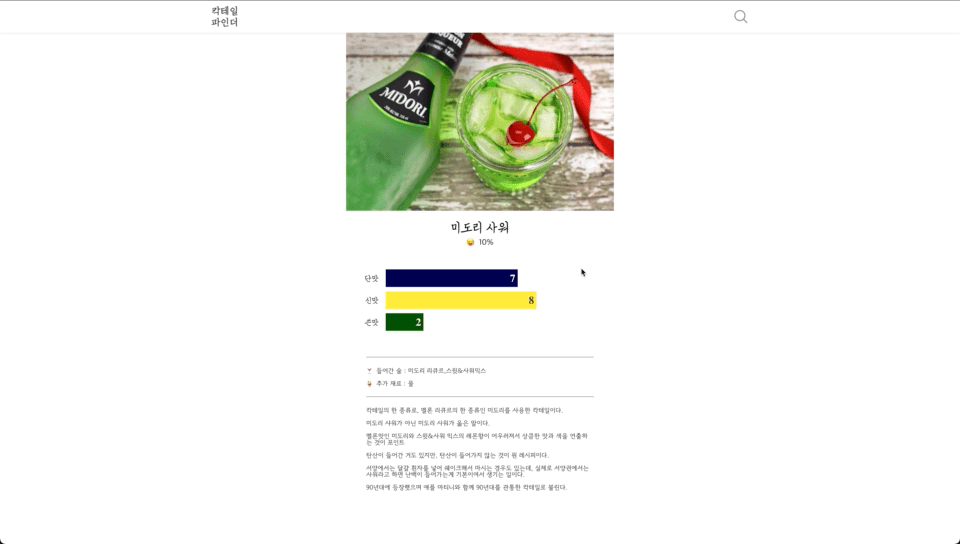 칵테일
파인더
MIDORI
미도리 사워
😄 10%
단맛 7
신맛 8
쓴맛 2
🍸 들어간 술 : 미도리 리큐르,스윗&사워믹스
🍹 추가 재료 : 물
칵테일의 한 종류로, 멜론 리큐르의 한 종류인 미도리를 사용한 칵테일이다.
미도리 샤워가 아닌 미도리 사워가 옳은 말이다.
멜론맛인 미도리와 스윗&사워 믹스의 레몬향이 어우러져서 상큼한 맛과 색을 연출하
는 것이 포인트
탄산이 들어간 거도 있지만, 탄산이 들어가지 않는 것이 원 레시피이다.
서양에서는 달걀 흰자를 넣어 쉐이크해서 마시는 경우도 있는데, 실제로 서양권에서는
사워라고 하면 난백이 들어가는게 기본이여서 생기는 일이다.
90년대에 등장했으며 애플 마티니와 함께 90년대를 관통한 칵테일로 불린다.